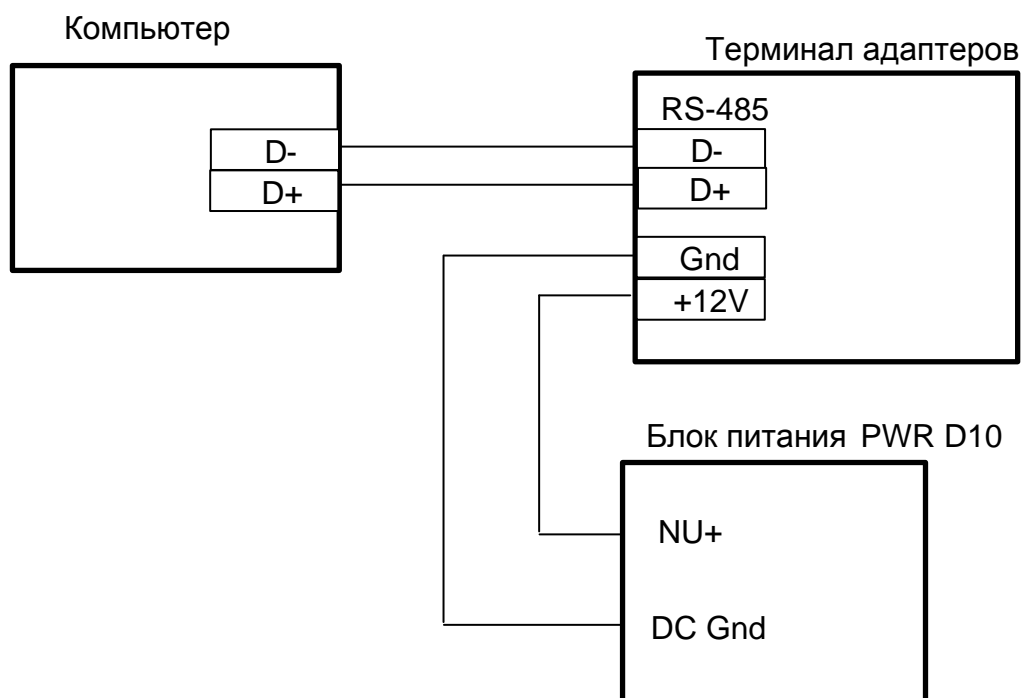 Компьютер
Терминал адаптеров
RS-485
D-
D-
D+
D+
Gnd
+12V
Блок питания PWR D10
NU+
DC Gnd